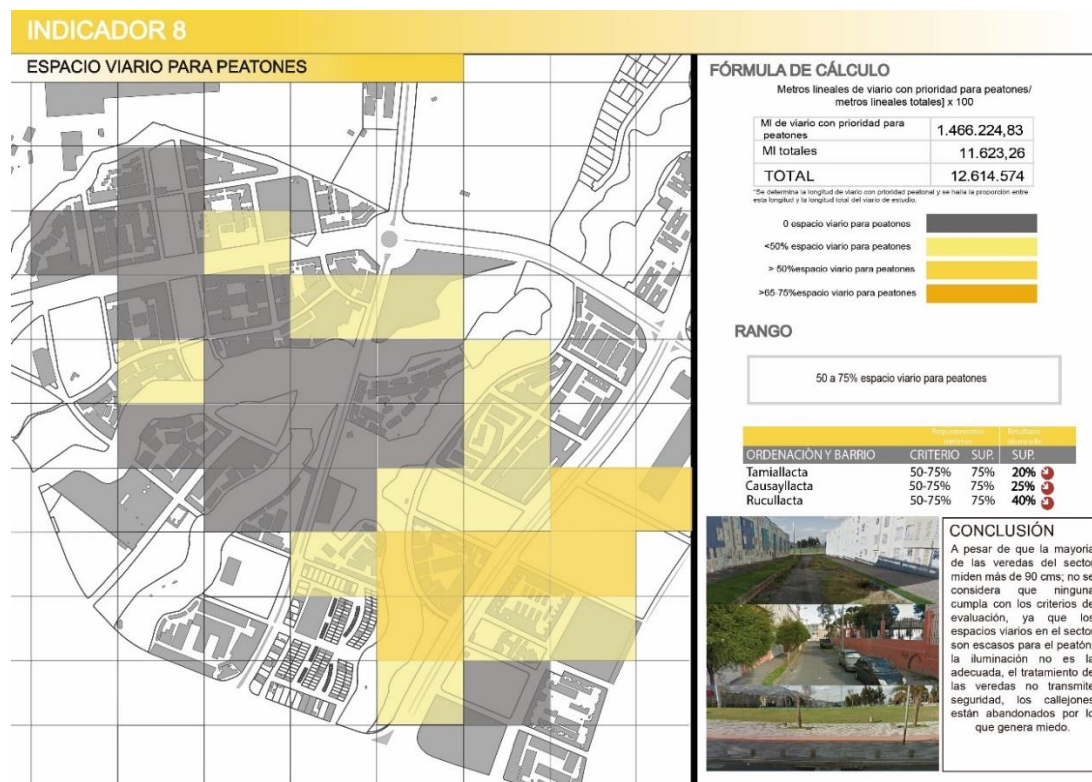 INDICADOR 8
ESPACIO VIARIO PARA PEATONES
FÓRMULA DE CÁLCULO
Metros lineales de viario con prioridad para peatones/
metros lineales totales] x 100
Ml de viario con prioridad para
peatones
1.466.224,83
Ml totales
11.623,26
TOTAL
12.614.574
*Se determina la longitud de viario con prioridad peatonal y se halla la proporción entre
esta longitud y la longitud total del viario de estudio.
0 espacio viario para peatones
<50% espacio viario para peatones
> 50%espacio viario para peatones
>65-75%espacio viario para peatones
RANGO
50 a 75% espacio viario para peatones
Requerimientos
mínimos
Resultado
alcanzado
ORDENACIÒN Y BARRIO CRITERIO SUP. SUP.
Tamiallacta 50-75% 75% 20%
Causayllacta 50-75% 75% 25%
Rucullacta 50-75% 75% 40%
CONCLUSIÓN
A pesar de que la mayoría
de las veredas del sector
miden más de 90 cms; no se
considera que ninguna
cumpla con los criterios de
evaluación, ya que los
espacios viarios en el sector
son escasos para el peatón,
la iluminación no es la
adecuada, el tratamiento de
las veredas no transmite
seguridad, los callejones
están abandonados por lo
que genera miedo.